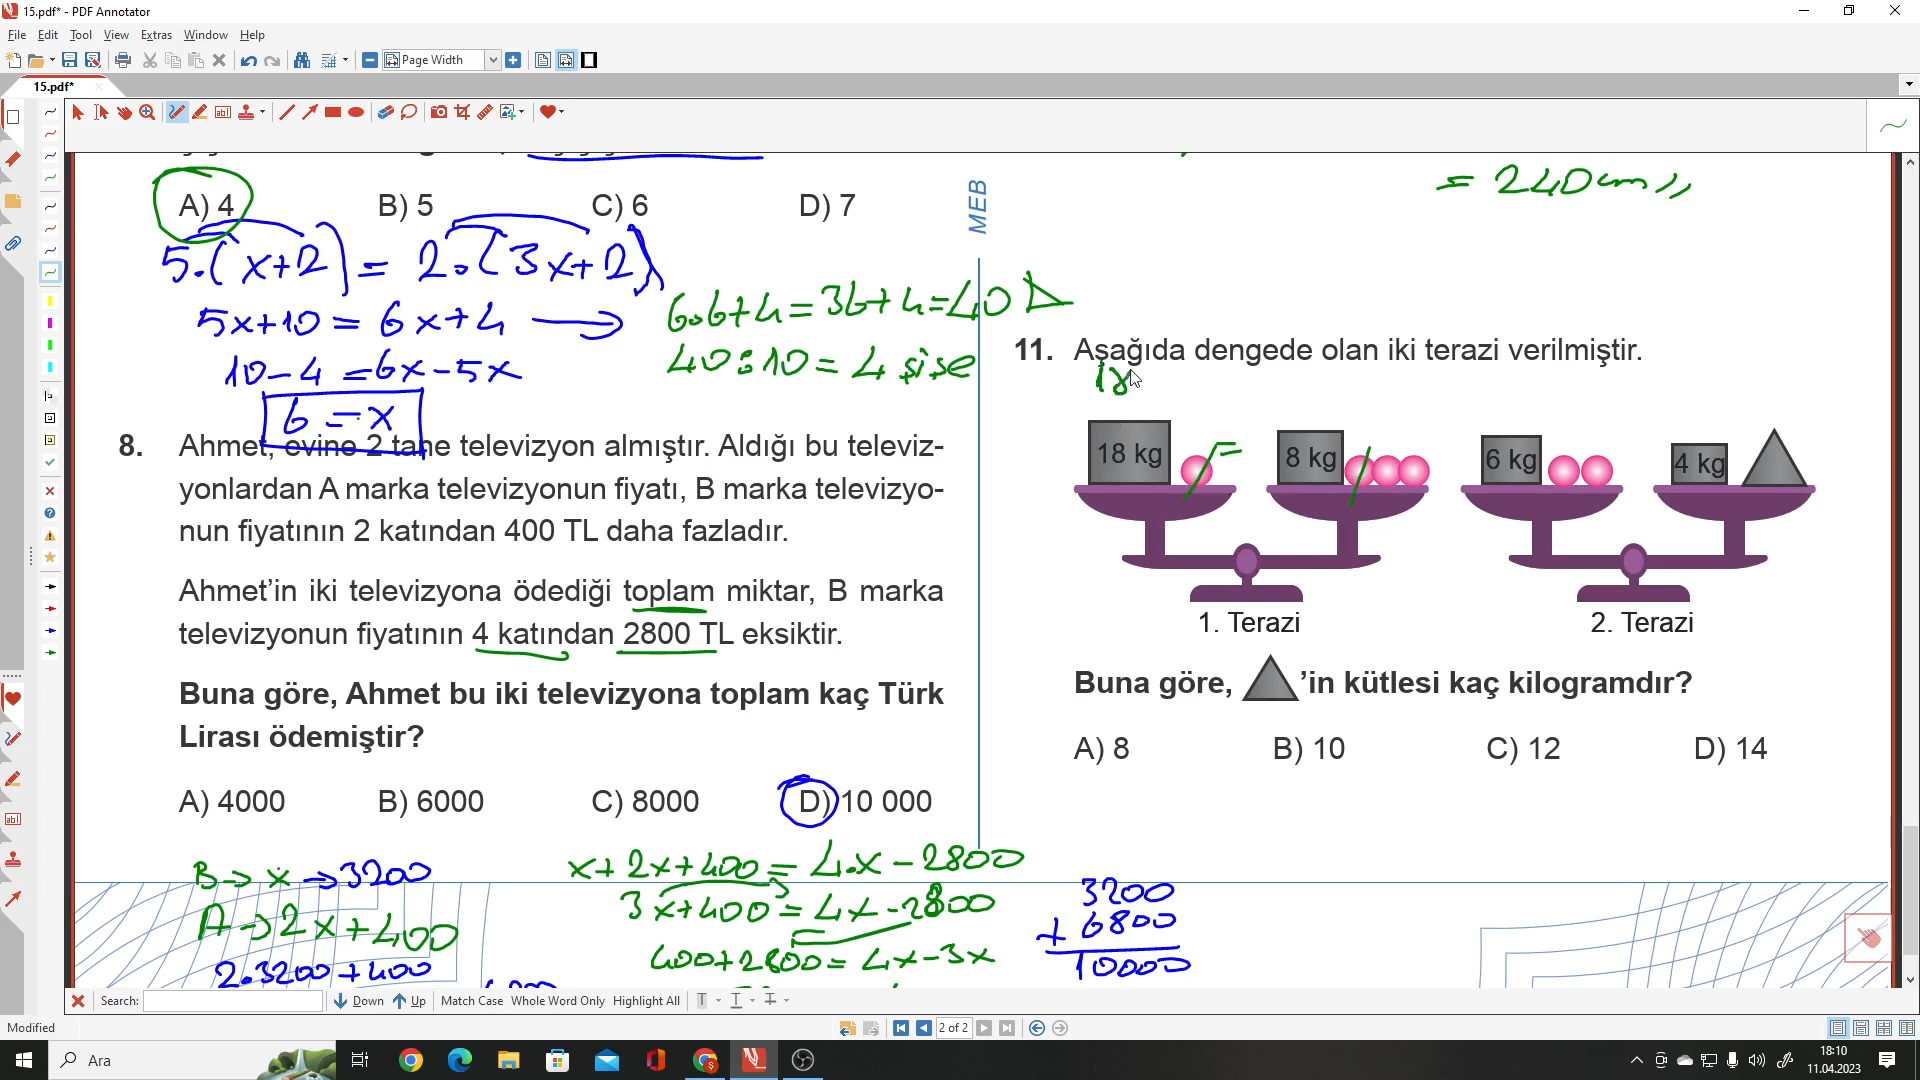 15.pdf* - PDF Annotator
File Edit Tool View Extras Window Help
Page Width
15.pdf*
= 240 cm //
A) 4 B) 5 C) 6 D) 7
MEB
5.(x+2) = 2.(3x+2)
5x+10 = 6x+4
10-4 = 6x-5x
6 = x
6.6+4=36+4=40
40:10 = 4 şişe
8. Ahmet, evine 2 tane televizyon almıştır. Aldığı bu televiz-
yonlardan A marka televizyonun fiyatı, B marka televizyo-
nun fiyatının 2 katından 400 TL daha fazladır.
Ahmet’in iki televizyona ödediği toplam miktar, B marka
televizyonun fiyatının 4 katından 2800 TL eksiktir.
Buna göre, Ahmet bu iki televizyona toplam kaç Türk
Lirası ödemiştir?
A) 4000 B) 6000 C) 8000 D) 10 000
B → x → 3200
A → 2x+400
2.3200+400
x+2x+400 = 4.x-2800
3x+400 = 4x-2800
400+2800 = 4x-3x
3200
+ 6800
10000
11. Aşağıda dengede olan iki terazi verilmiştir.
18
18 kg 8 kg 6 kg 4 kg
1. Terazi 2. Terazi
Buna göre, ’in kütlesi kaç kilogramdır?
A) 8 B) 10 C) 12 D) 14
Search: Down Up Match Case Whole Word Only Highlight All
Modified
2 of 2
Ara
18:10
11.04.2023